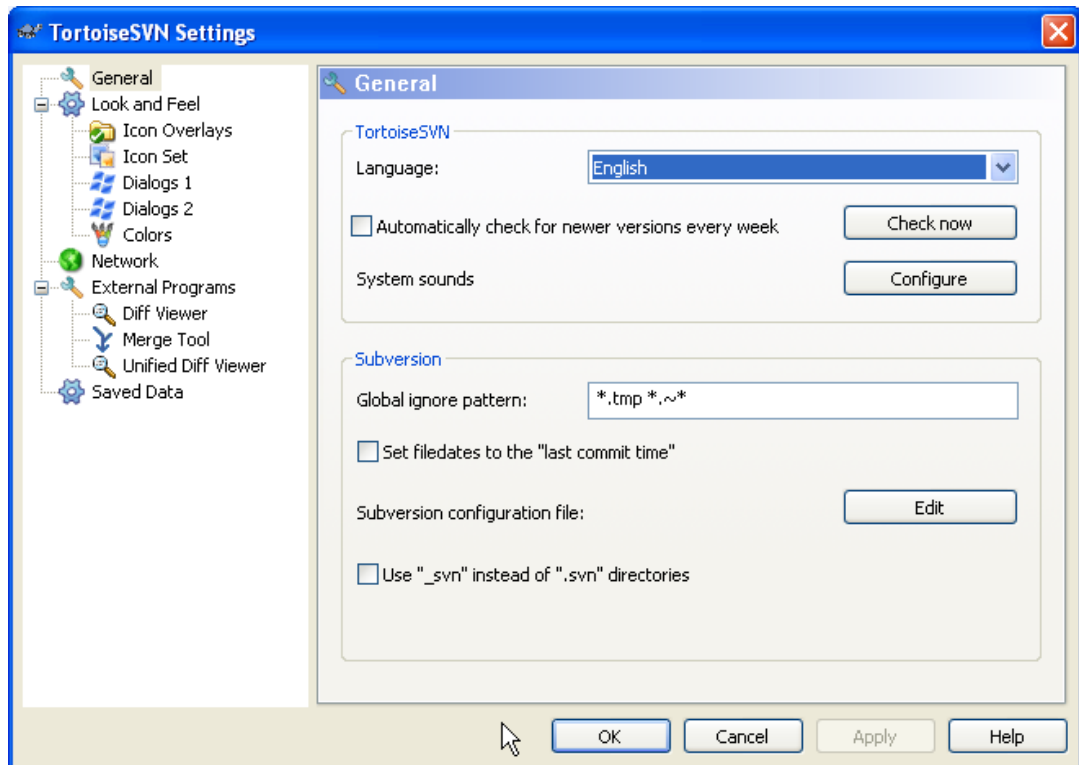 TortoiseSVN Settings
General
Look and Feel
Icon Overlays
Icon Set
Dialogs 1
Dialogs 2
Colors
Network
External Programs
Diff Viewer
Merge Tool
Unified Diff Viewer
Saved Data
General
TortoiseSVN
Language: English
Automatically check for newer versions every week Check now
System sounds Configure
Subversion
Global ignore pattern: *.tmp *.~*
Set filedates to the "last commit time"
Subversion configuration file: Edit
Use "_svn" instead of ".svn" directories
OK Cancel Apply Help